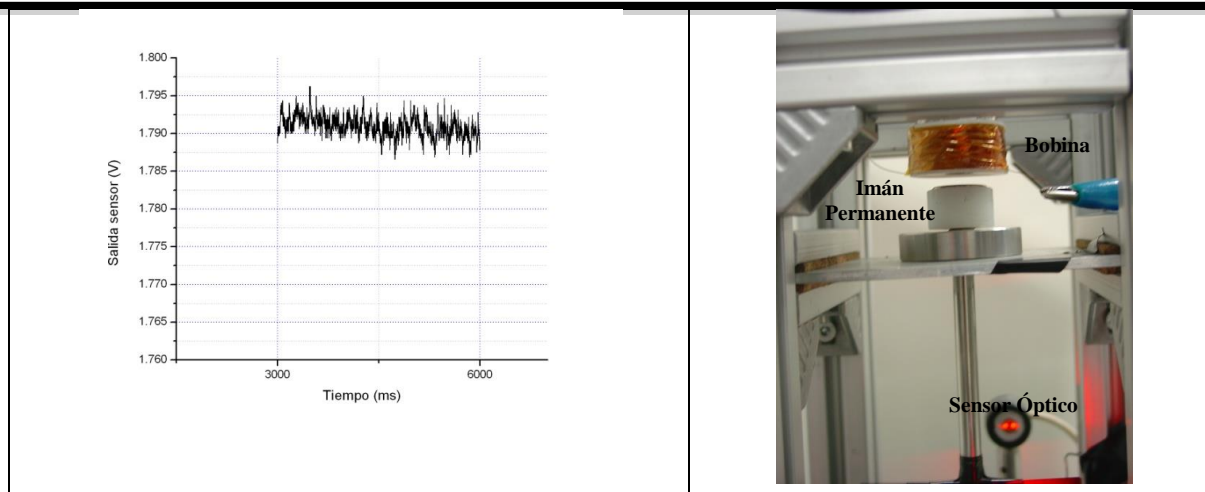 1.800
1.795
1.790
1.785
1.780
1.775
1.770
1.765
1.760
Salida sensor (V)
3000
6000
Tiempo (ms)
Bobina
Imán
Permanente
Sensor Óptico